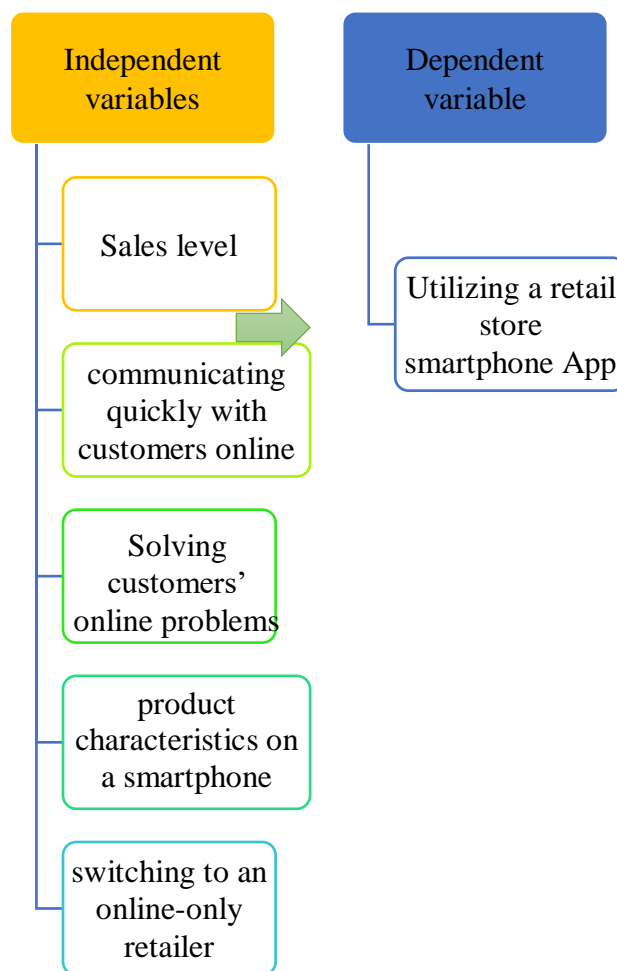 Independent
variables
Sales level
communicating
quickly with
customers online
Solving
customers’
online problems
product
characteristics on
a smartphone
switching to an
online-only
retailer
Dependent
variable
Utilizing a retail
store
smartphone App